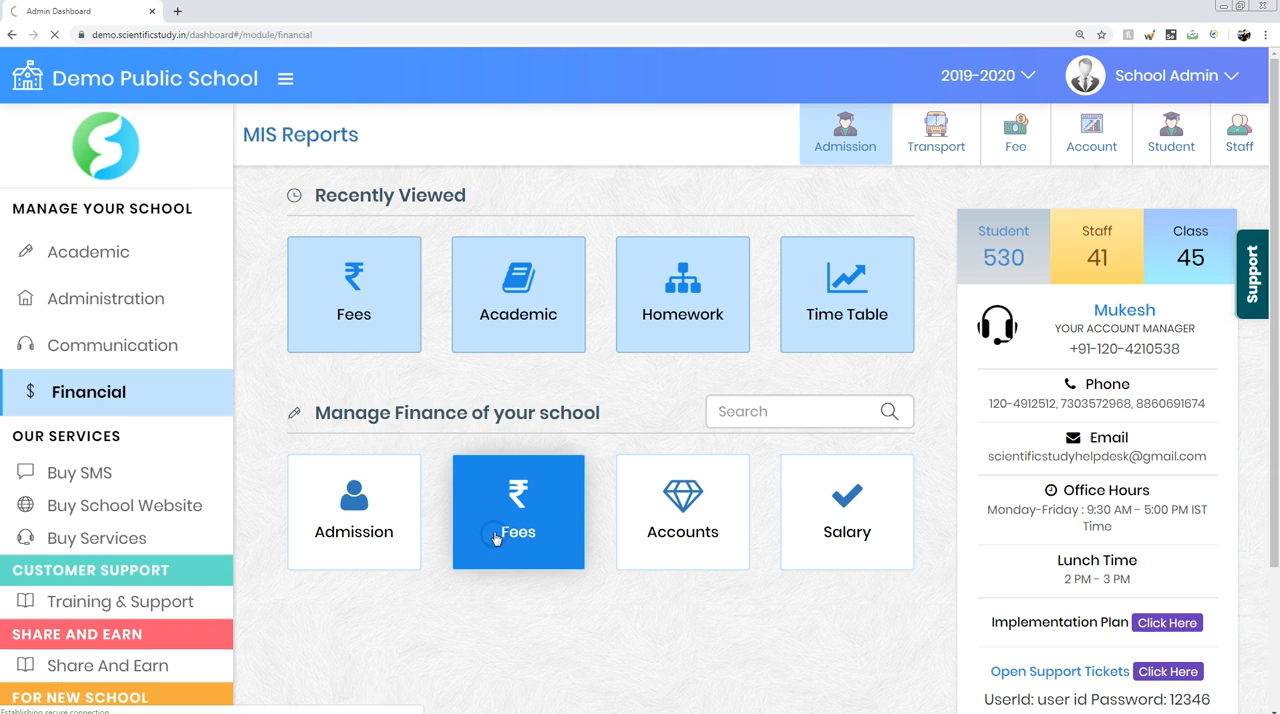 Admin Dashboard
demo.scientificstudy.in/dashboard#/module/financial
Demo Public School
2019-2020
School Admin
MIS Reports
Admission
Transport
Fee
Account
Student
Staff
MANAGE YOUR SCHOOL
Academic
Administration
Communication
$ Financial
OUR SERVICES
Buy SMS
Buy School Website
Buy Services
CUSTOMER SUPPORT
Training & Support
SHARE AND EARN
Share And Earn
FOR NEW SCHOOL
Establishing secure connection...
Recently Viewed
₹
Fees
Academic
Homework
Time Table
Manage Finance of your school
Search
Admission
₹
Fees
Accounts
Salary
Student
530
Staff
41
Class
45
Support
Mukesh
YOUR ACCOUNT MANAGER
+91-120-4210538
Phone
120-4912512, 7303572968, 8860691674
Email
scientificstudyhelpdesk@gmail.com
Office Hours
Monday-Friday : 9:30 AM - 5:00 PM IST
Time
Lunch Time
2 PM - 3 PM
Implementation Plan Click Here
Open Support Tickets Click Here
UserId: user id Password: 12346